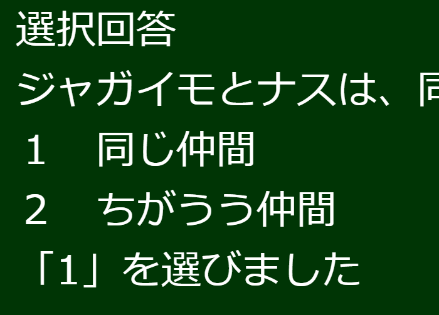 選択回答
ジャガイモとナスは、同
１　同じ仲間
２　ちがうう仲間
「1」を選びました